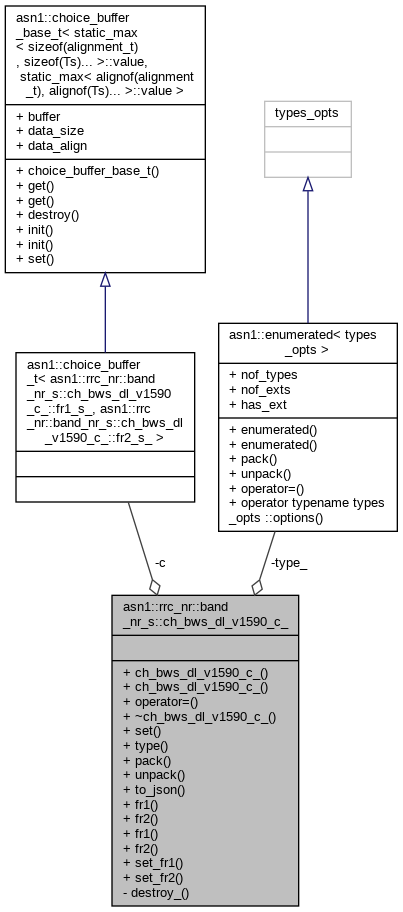 asn1::choice_buffer
_base_t< static_max
< sizeof(alignment_t)
, sizeof(Ts)... >::value,
static_max< alignof(alignment
_t), alignof(Ts)... >::value >
+ buffer
+ data_size
+ data_align
+ choice_buffer_base_t()
+ get()
+ get()
+ destroy()
+ init()
+ init()
+ set()
types_opts
asn1::choice_buffer
_t< asn1::rrc_nr::band
_nr_s::ch_bws_dl_v1590
_c_::fr1_s_, asn1::rrc
_nr::band_nr_s::ch_bws_dl
_v1590_c_::fr2_s_ >
asn1::enumerated< types
_opts >
+ nof_types
+ nof_exts
+ has_ext
+ enumerated()
+ enumerated()
+ pack()
+ unpack()
+ operator=()
+ operator typename types
_opts ::options()
-c
-type_
asn1::rrc_nr::band
_nr_s::ch_bws_dl_v1590_c_
+ ch_bws_dl_v1590_c_()
+ ch_bws_dl_v1590_c_()
+ operator=()
+ ~ch_bws_dl_v1590_c_()
+ set()
+ type()
+ pack()
+ unpack()
+ to_json()
+ fr1()
+ fr2()
+ fr1()
+ fr2()
+ set_fr1()
+ set_fr2()
- destroy_()